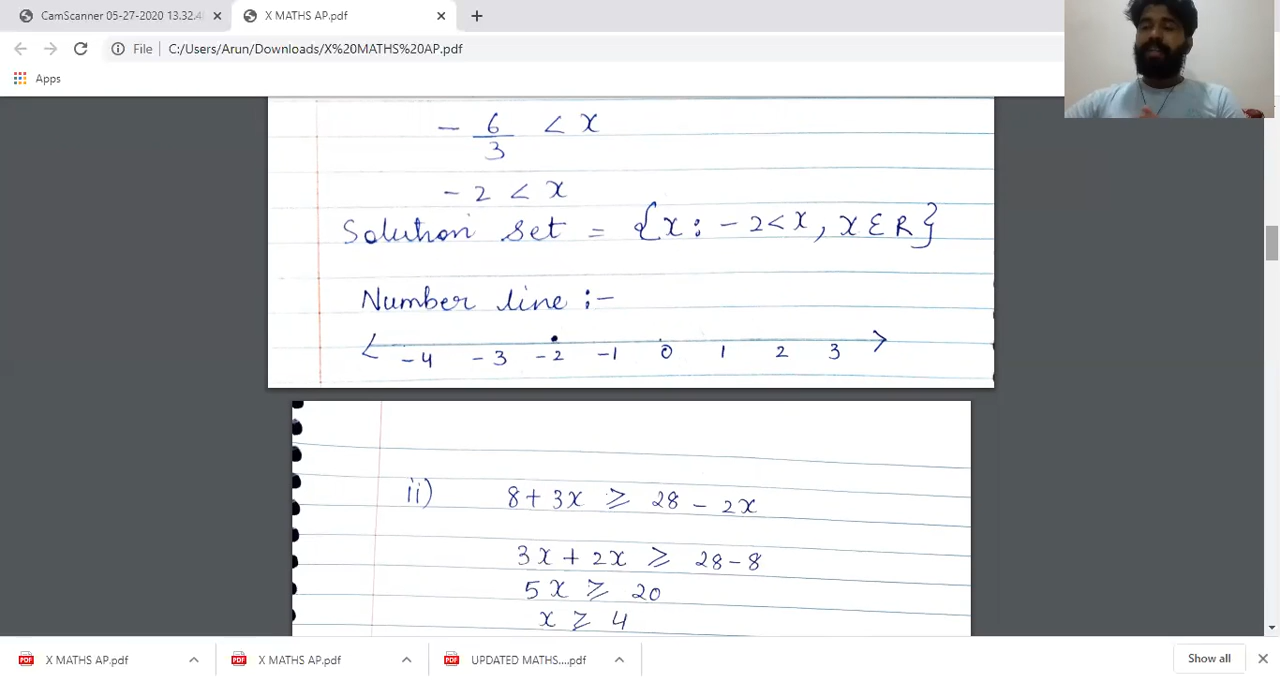 CamScanner 05-27-2020 13.32.4
X MATHS AP.pdf
File
C:/Users/Arun/Downloads/X%20MATHS%20AP.pdf
Apps
- 6/3 < x
-2 < x
Solution set = {x : -2 < x, x ε R}
Number line :-
-4 -3 -2 -1 0 1 2 3
ii) 8 + 3x ⩾ 28 - 2x
3x + 2x ⩾ 28 - 8
5x ⩾ 20
x ⩾ 4
PDF X MATHS AP.pdf
PDF X MATHS AP.pdf
PDF UPDATED MATHS....pdf
Show all